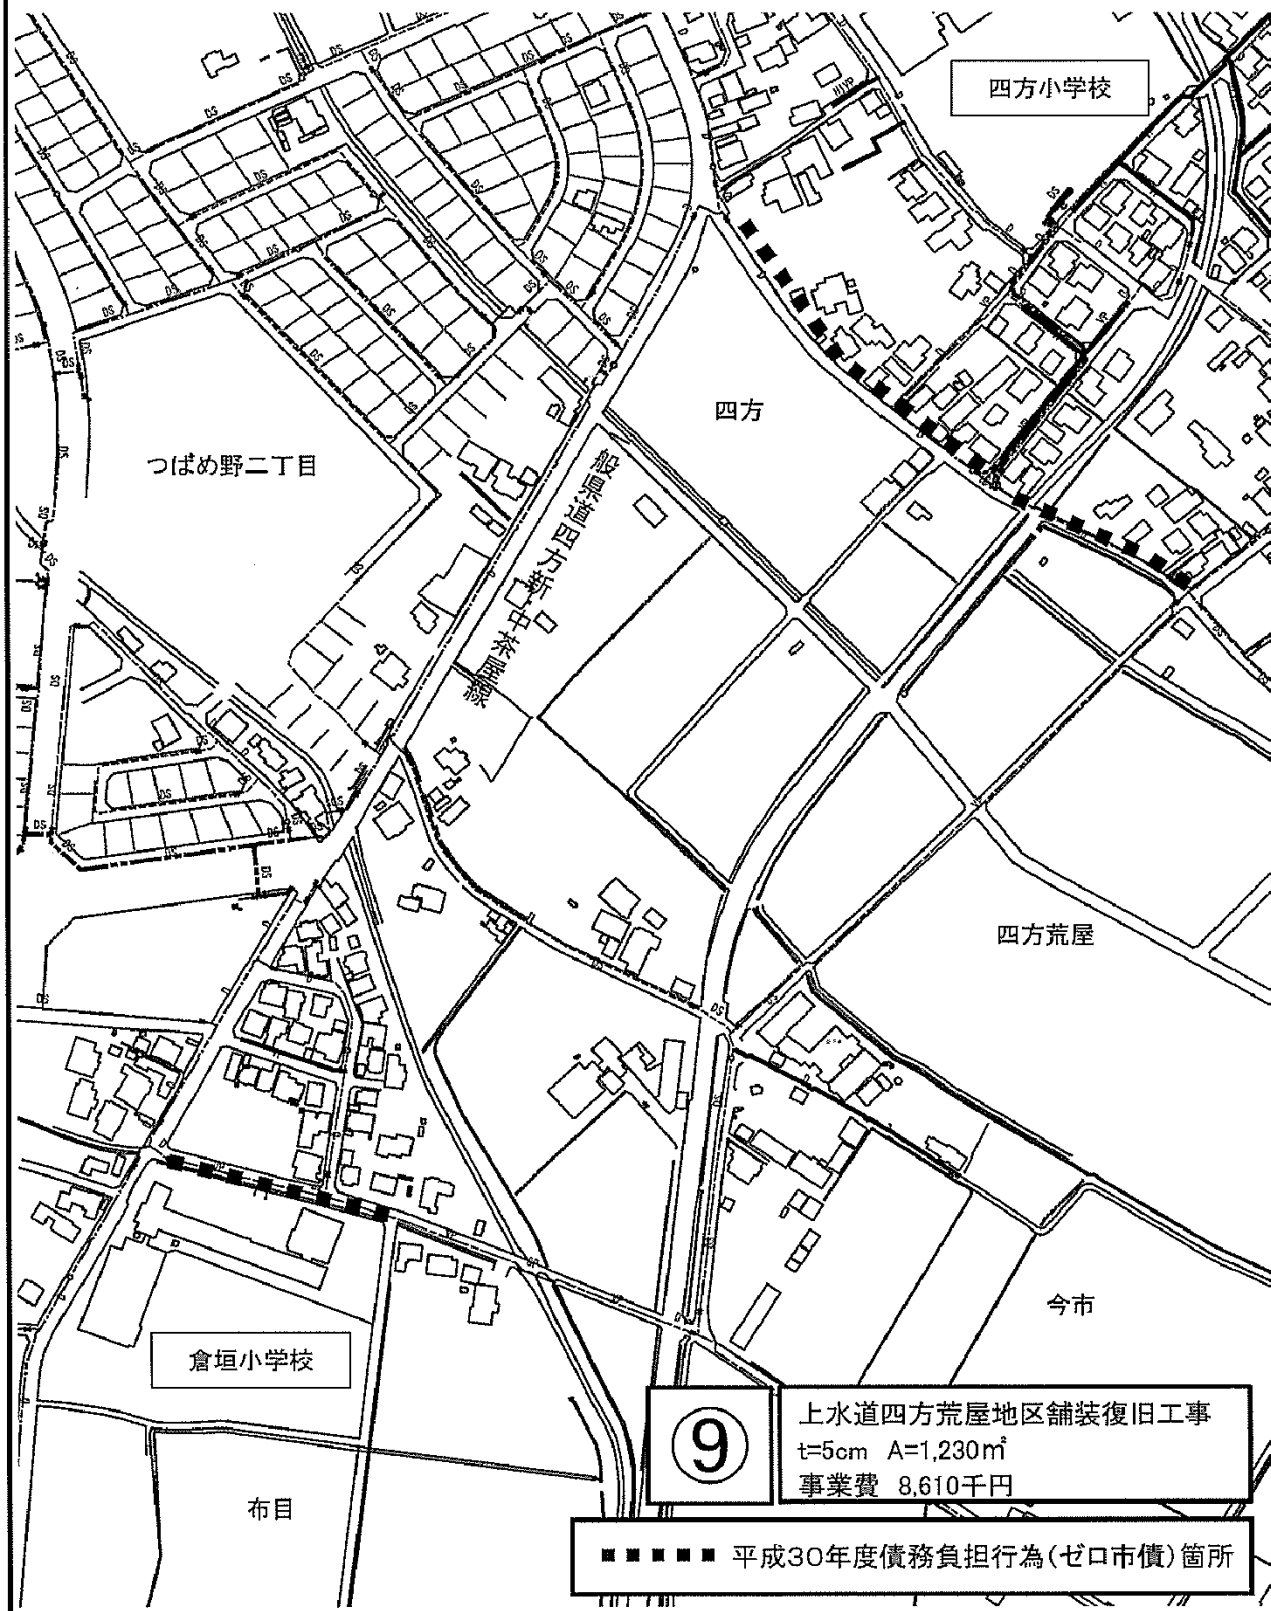 四方小学校
四方
つばめ野二丁目
般県道四方新中茶屋線
四方荒屋
今市
倉垣小学校
布目
⑨
上水道四方荒屋地区舗装復旧工事
t=5cm A=1,230㎡
事業費 8,610千円
平成30年度債務負担行為(ゼロ市債)箇所